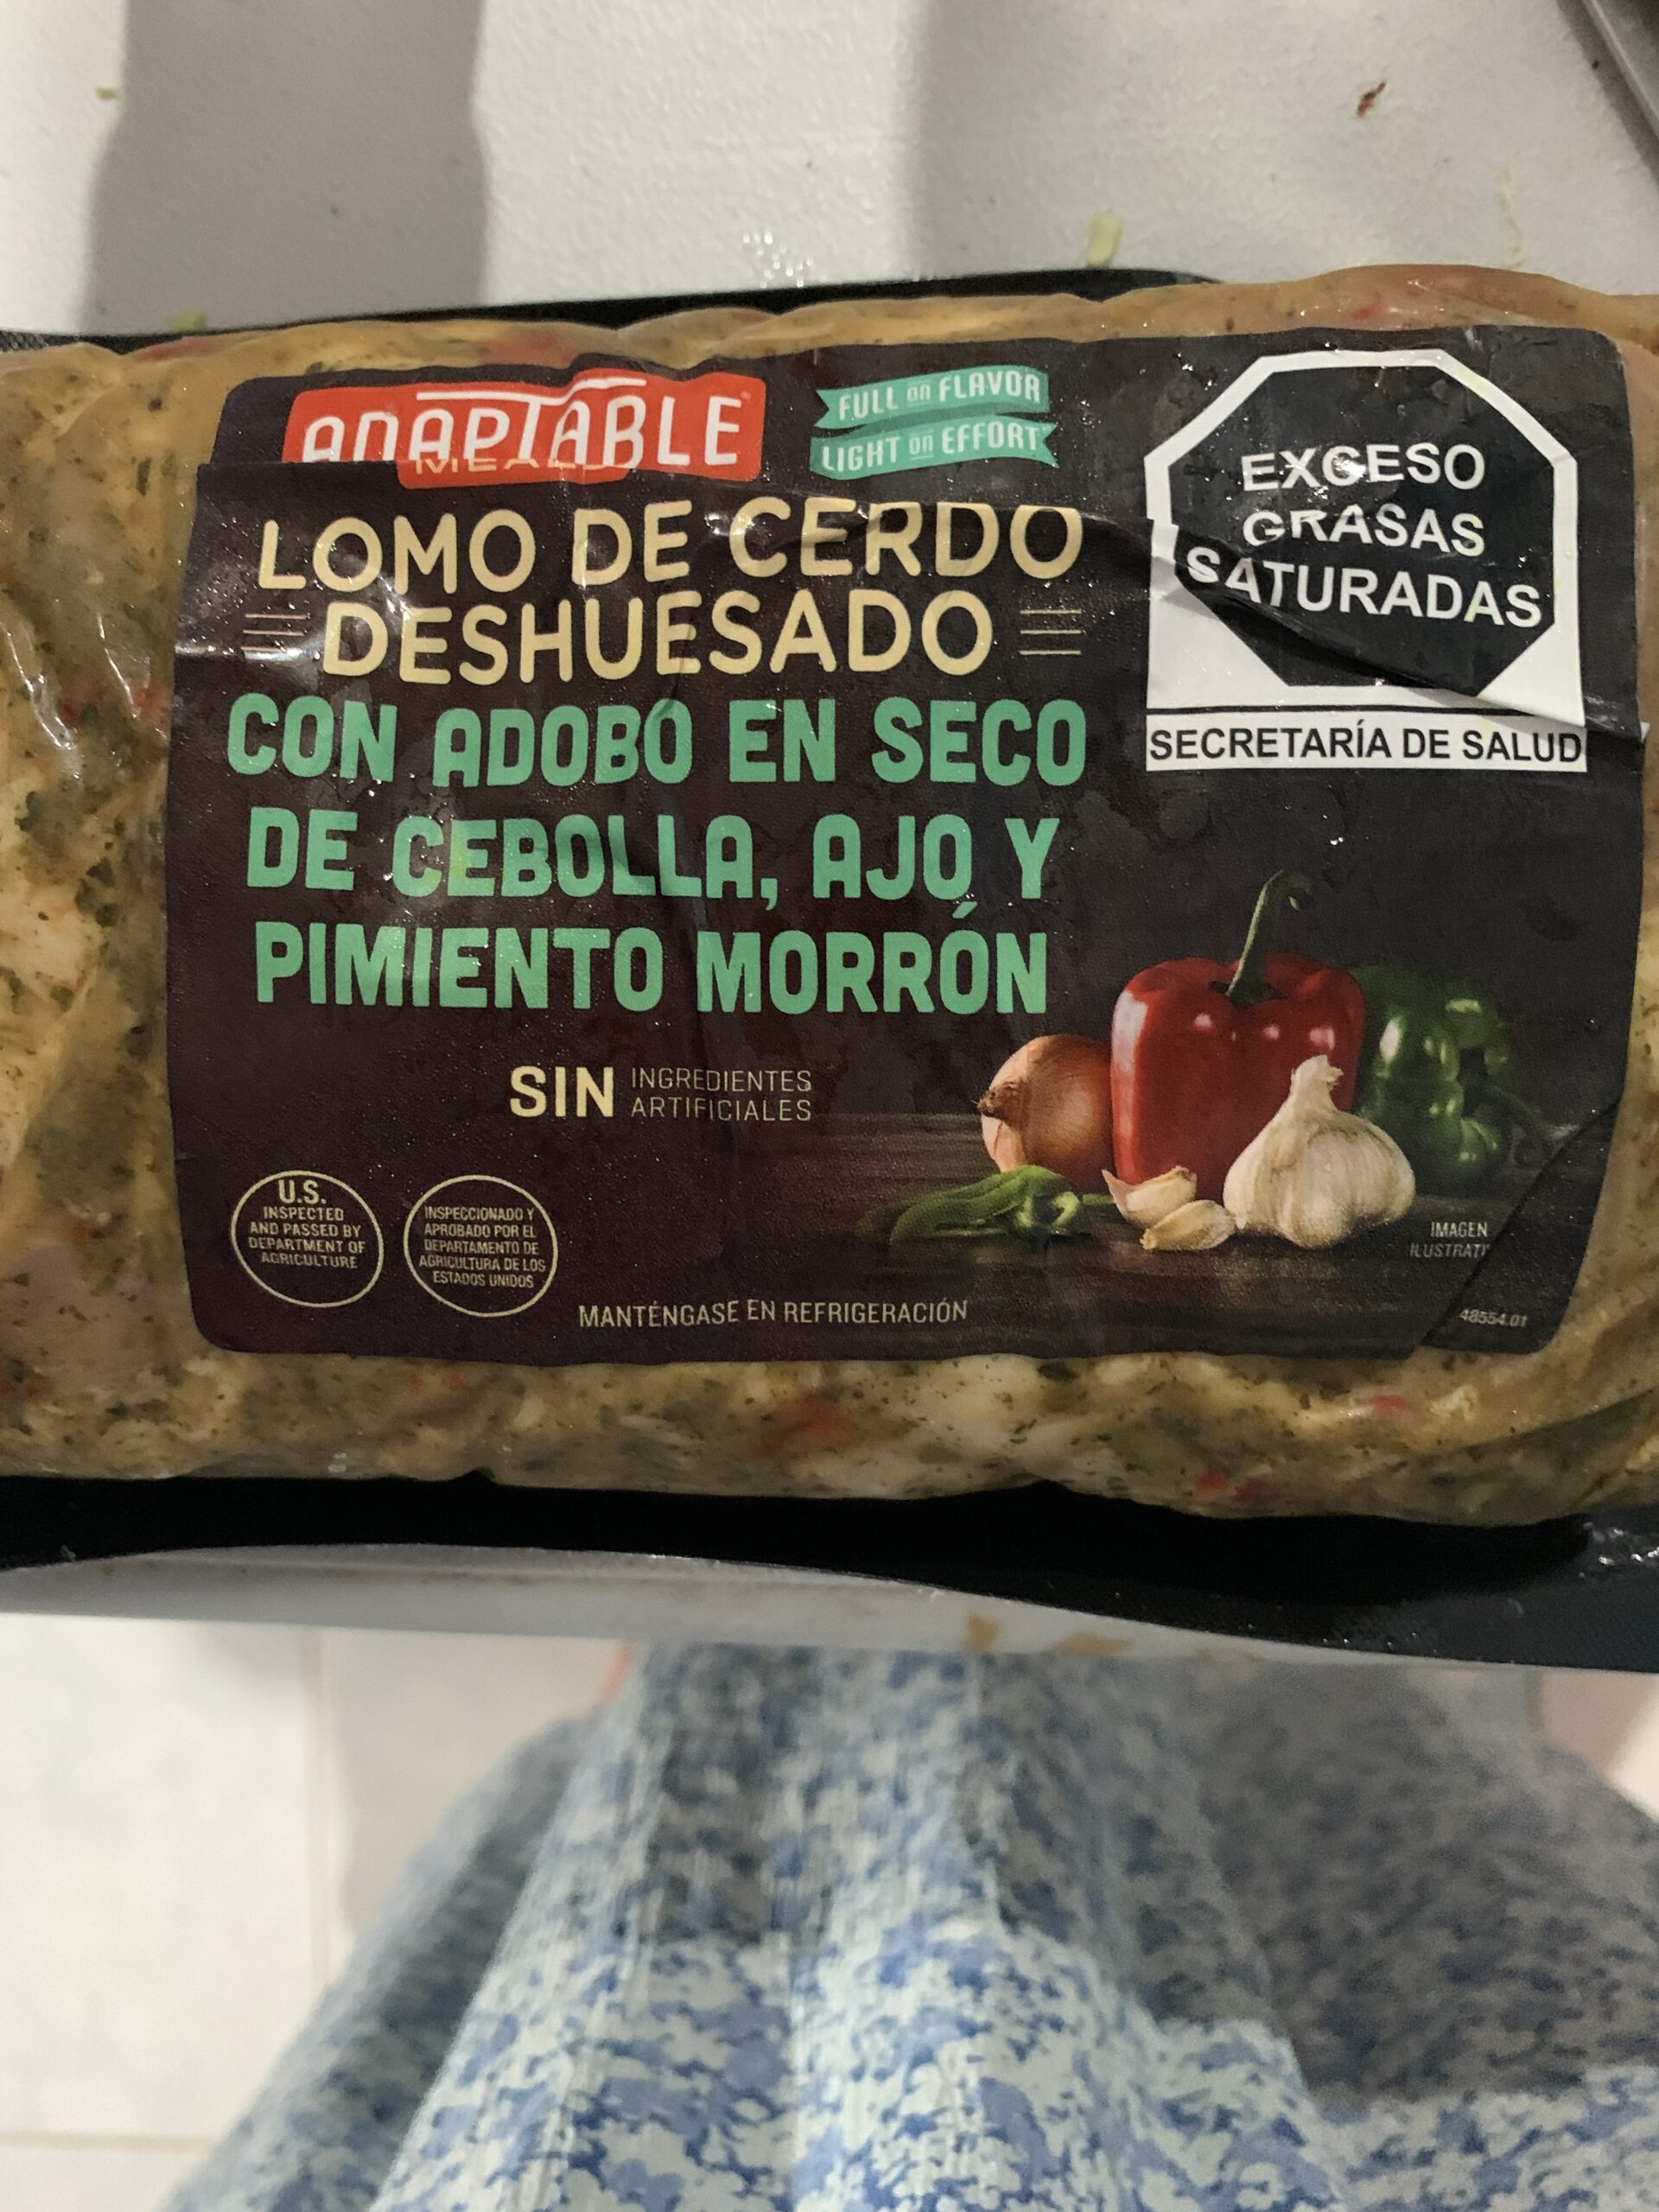 ADAPTABLE®
MEALS
FULL on FLAVOR
LIGHT on EFFORT
EXCESO
GRASAS
SATURADAS
SECRETARÍA DE SALUD
LOMO DE CERDO
DESHUESADO
CON ADOBO EN SECO
DE CEBOLLA, AJO Y
PIMIENTO MORRÓN
SIN INGREDIENTES
ARTIFICIALES
U.S.
INSPECTED
AND PASSED BY
DEPARTMENT OF
AGRICULTURE
INSPECCIONADO Y
APROBADO POR EL
DEPARTAMENTO DE
AGRICULTURA DE LOS
ESTADOS UNIDOS
MANTÉNGASE EN REFRIGERACIÓN
IMAGEN
48554.01